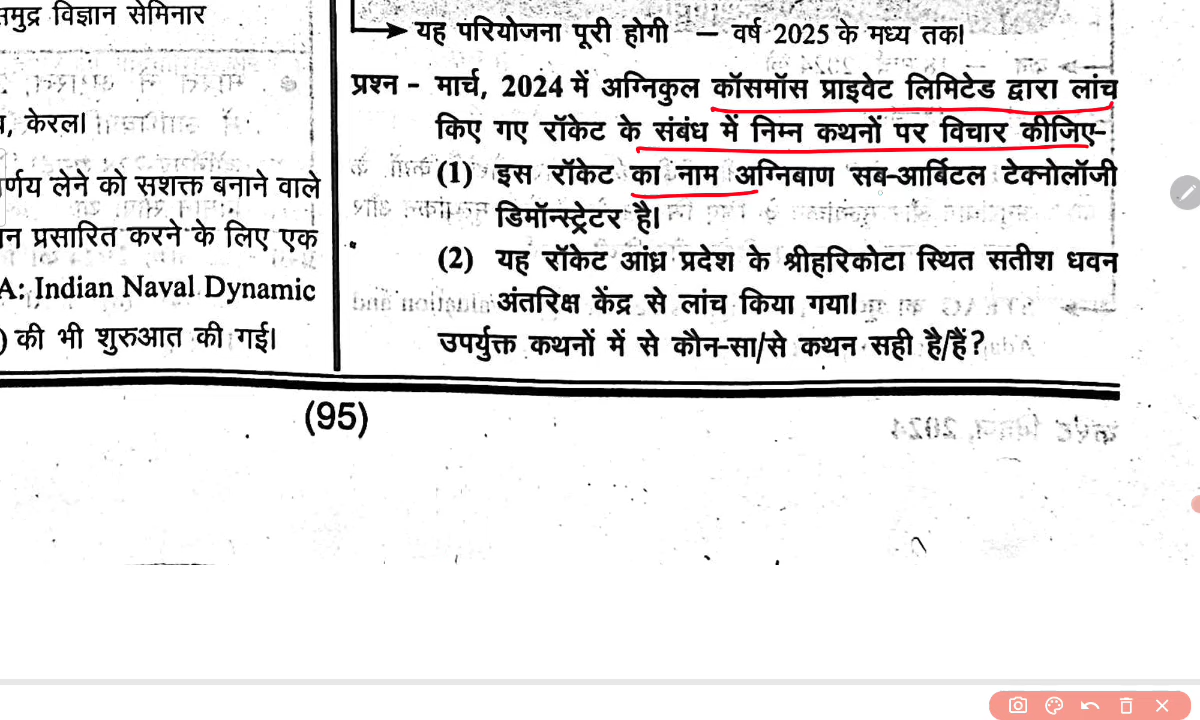 समुद्र विज्ञान सेमिनार
केरल।
लेने को सशक्त बनाने वाले
प्रसारित करने के लिए एक
A: Indian Naval Dynamic
) की भी शुरुआत की गई।
यह परियोजना पूरी होगी — वर्ष 2025 के मध्य तक।
प्रश्न - मार्च, 2024 में अग्निकुल कॉसमॉस प्राइवेट लिमिटेड द्वारा लांच
किए गए रॉकेट के संबंध में निम्न कथनों पर विचार कीजिए-
(1) इस रॉकेट का नाम अग्निबाण सब-आर्बिटल टेक्नोलॉजी
डिमॉन्स्ट्रेटर है।
(2) यह रॉकेट आंध्र प्रदेश के श्रीहरिकोटा स्थित सतीश धवन
अंतरिक्ष केंद्र से लांच किया गया।
उपर्युक्त कथनों में से कौन-सा/से कथन सही है/हैं?
(95)